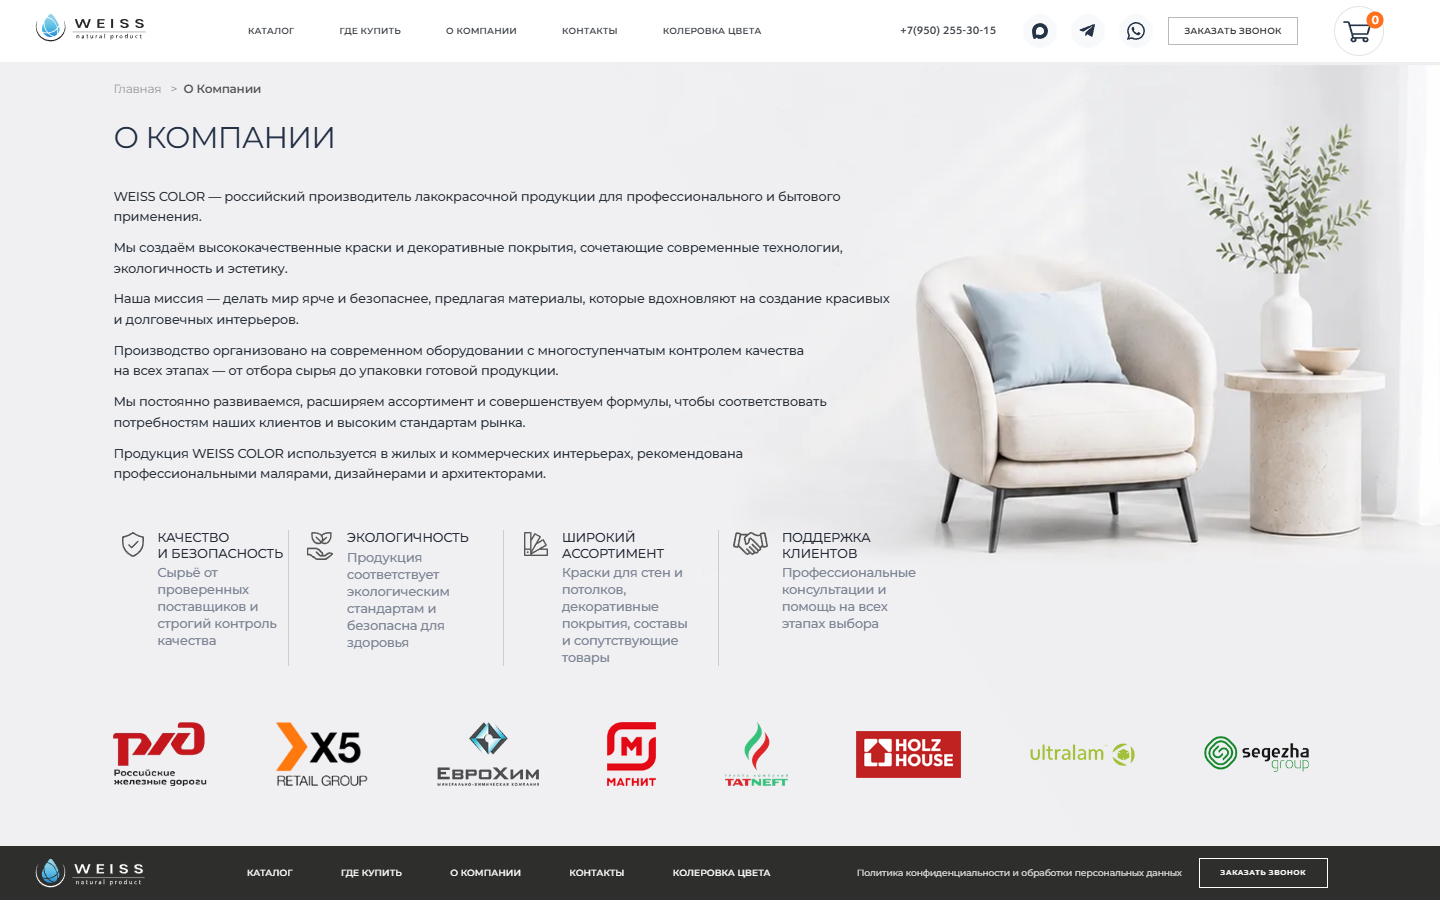 WEISS
natural product
КАТАЛОГ
ГДЕ КУПИТЬ
О КОМПАНИИ
КОНТАКТЫ
КОЛЕРОВКА ЦВЕТА
+7(950) 255-30-15
ЗАКАЗАТЬ ЗВОНОК
0
Главная > О Компании
О КОМПАНИИ
WEISS COLOR — российский производитель лакокрасочной продукции для профессионального и бытового
применения.
Мы создаём высококачественные краски и декоративные покрытия, сочетающие современные технологии,
экологичность и эстетику.
Наша миссия — делать мир ярче и безопаснее, предлагая материалы, которые вдохновляют на создание красивых
и долговечных интерьеров.
Производство организовано на современном оборудовании с многоступенчатым контролем качества
на всех этапах — от отбора сырья до упаковки готовой продукции.
Мы постоянно развиваемся, расширяем ассортимент и совершенствуем формулы, чтобы соответствовать
потребностям наших клиентов и высоким стандартам рынка.
Продукция WEISS COLOR используется в жилых и коммерческих интерьерах, рекомендована
профессиональными малярами, дизайнерами и архитекторами.
КАЧЕСТВО
И БЕЗОПАСНОСТЬ
Сырьё от
проверенных
поставщиков и
строгий контроль
качества
ЭКОЛОГИЧНОСТЬ
Продукция
соответствует
экологическим
стандартам и
безопасна для
здоровья
ШИРОКИЙ
АССОРТИМЕНТ
Краски для стен и
потолков,
декоративные
покрытия, составы
и сопутствующие
товары
ПОДДЕРЖКА
КЛИЕНТОВ
Профессиональные
консультации и
помощь на всех
этапах выбора
ржд
Российские
железные дороги
X5
RETAIL GROUP
ЕвроХим
МИНЕРАЛЬНО-ХИМИЧЕСКАЯ КОМПАНИЯ
М
МАГНИТ
ГРУППА КОМПАНИЙ
TATNEFT
HOLZ
HOUSE
ultralam
segezha
group
WEISS
natural product
КАТАЛОГ
ГДЕ КУПИТЬ
О КОМПАНИИ
КОНТАКТЫ
КОЛЕРОВКА ЦВЕТА
Политика конфиденциальности и обработки персональных данных
ЗАКАЗАТЬ ЗВОНОК